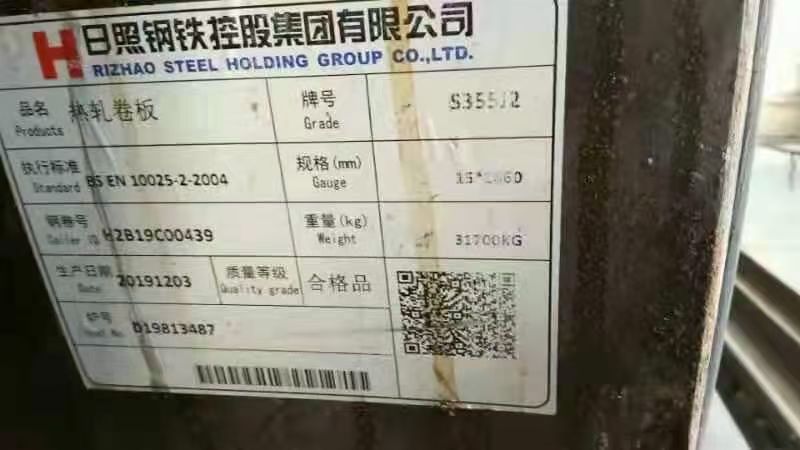 日照钢铁控股集团有限公司
RIZHAO STEEL HOLDING GROUP CO.,LTD.
品名 热轧卷板 牌号 S355J2
Products Grade
执行标准 BS EN 10025-2-2004 规格(mm)
Standard Gauge
钢卷号 H2B19C00439 重量(kg) 31700KG
Weight
生产日期 20191203 质量等级 合格品
Date Quality grade
炉号 D19813487
Heat No